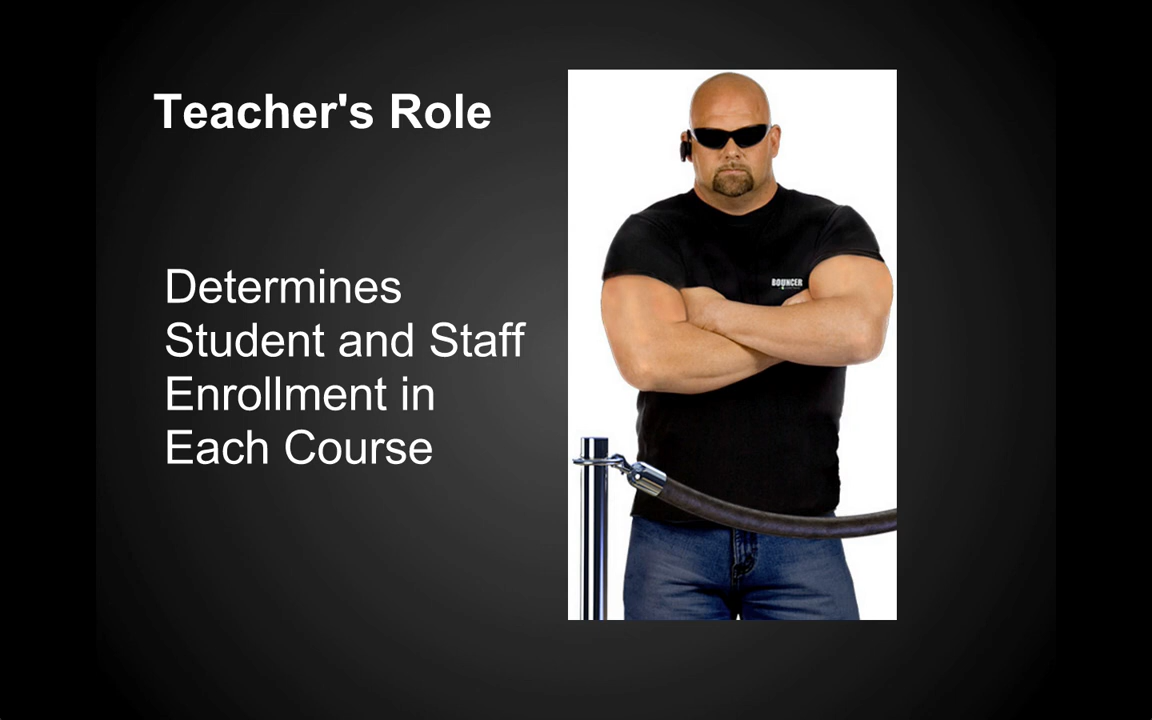 Teacher's Role
Determines
Student and Staff
Enrollment in
Each Course
BOUNCER